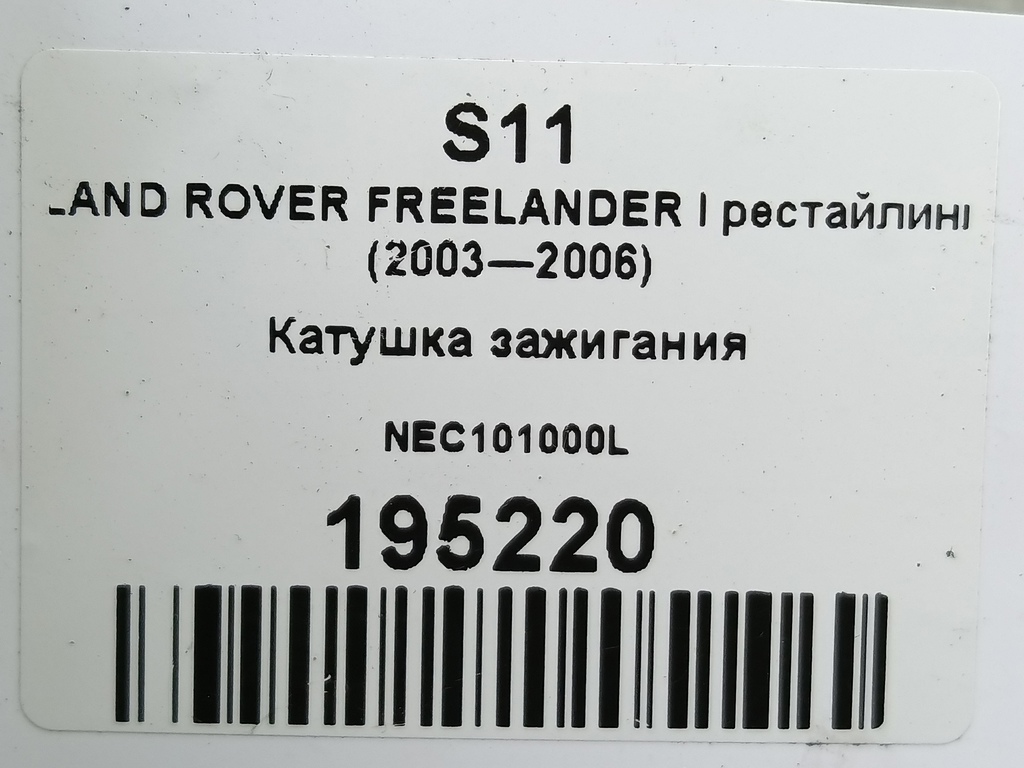 S11
LAND ROVER FREELANDER I рестайлинг
(2003—2006)
Катушка зажигания
NEC101000L
195220